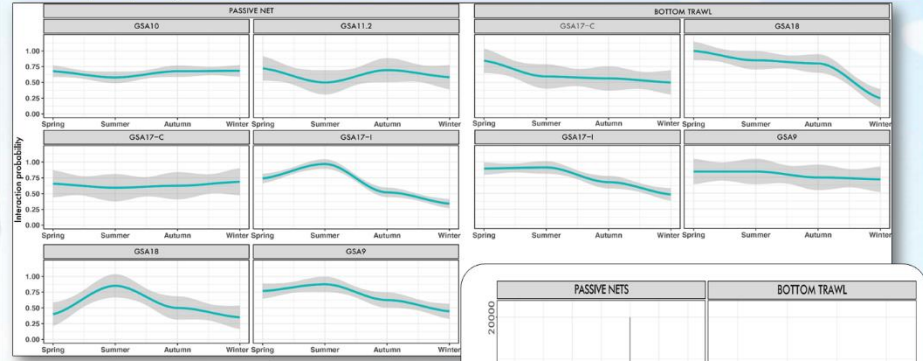 PASSIVE NET
BOTTOM TRAWL
GSA10
GSA11.2
GSA17-C
GSA18
1.00
0.75
0.50
0.25
0.00
Spring Summer Autumn Winter Spring Summer Autumn Winter
Spring Summer Autumn Winter Spring Summer Autumn Winter
GSA17-C
GSA17-I
GSA17-I
GSA9
Interaction probability
1.00
0.75
0.50
0.25
0.00
Spring Summer Autumn Winter Spring Summer Autumn Winter
Spring Summer Autumn Winter Spring Summer Autumn Winter
GSA18
GSA9
1.00
0.75
0.50
0.25
0.00
Spring Summer Autumn Winter Spring Summer Autumn Winter
PASSIVE NETS
BOTTOM TRAWL
20000